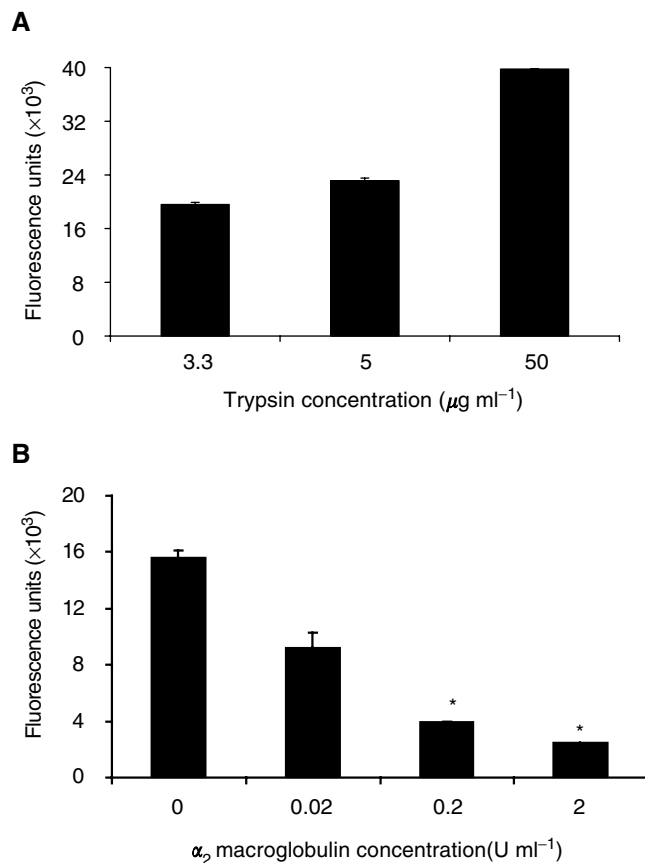 A
Fluorescence units (×10³)
40
32
24
16
8
0
3.3 5 50
Trypsin concentration (μg ml⁻¹)
B
Fluorescence units (×10³)
20
16
12
8
4
0
* *
0 0.02 0.2 2
α₂ macroglobulin concentration(U ml⁻¹)